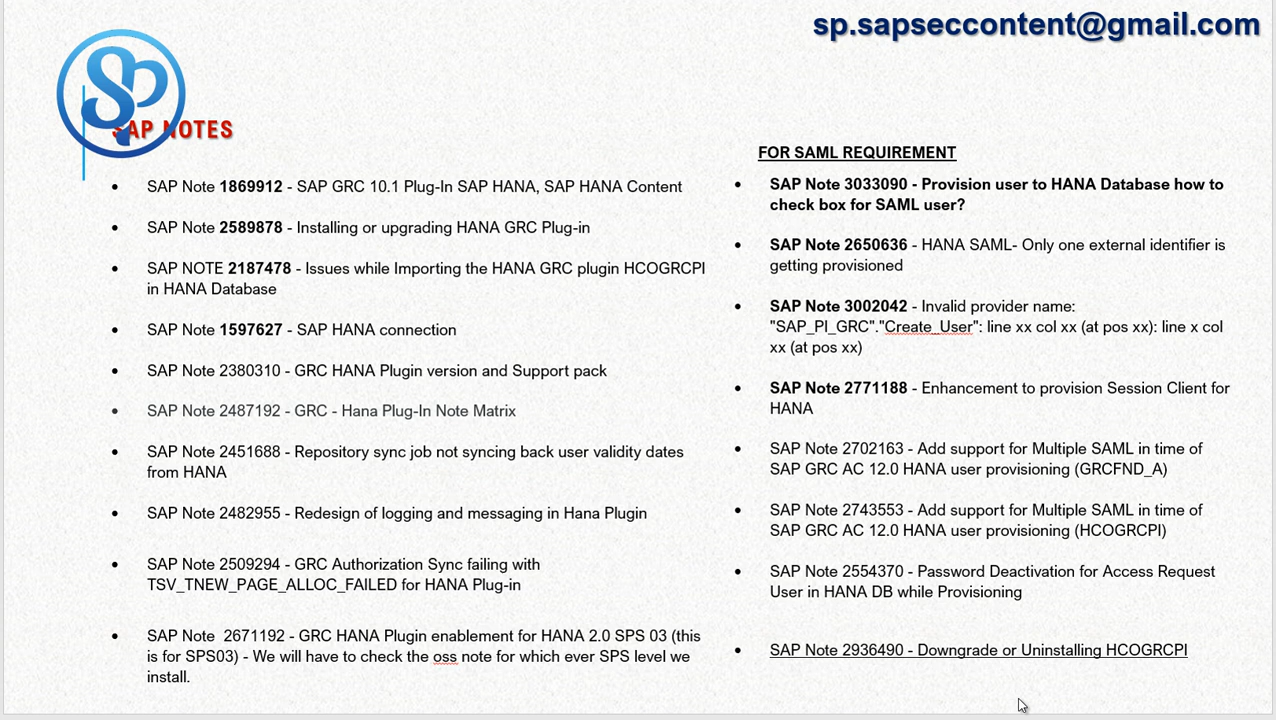 sp.sapseccontent@gmail.com
Sp
SAP NOTES
SAP Note 1869912 - SAP GRC 10.1 Plug-In SAP HANA, SAP HANA Content
SAP Note 2589878 - Installing or upgrading HANA GRC Plug-in
SAP NOTE 2187478 - Issues while Importing the HANA GRC plugin HCOGRCPI
in HANA Database
SAP Note 1597627 - SAP HANA connection
SAP Note 2380310 - GRC HANA Plugin version and Support pack
SAP Note 2487192 - GRC - Hana Plug-In Note Matrix
SAP Note 2451688 - Repository sync job not syncing back user validity dates
from HANA
SAP Note 2482955 - Redesign of logging and messaging in Hana Plugin
SAP Note 2509294 - GRC Authorization Sync failing with
TSV_TNEW_PAGE_ALLOC_FAILED for HANA Plug-in
SAP Note  2671192 - GRC HANA Plugin enablement for HANA 2.0 SPS 03 (this
is for SPS03) - We will have to check the oss note for which ever SPS level we
install.
FOR SAML REQUIREMENT
SAP Note 3033090 - Provision user to HANA Database how to
check box for SAML user?
SAP Note 2650636 - HANA SAML- Only one external identifier is
getting provisioned
SAP Note 3002042 - Invalid provider name:
"SAP_PI_GRC"."Create_User": line xx col xx (at pos xx): line x col
xx (at pos xx)
SAP Note 2771188 - Enhancement to provision Session Client for
HANA
SAP Note 2702163 - Add support for Multiple SAML in time of
SAP GRC AC 12.0 HANA user provisioning (GRCFND_A)
SAP Note 2743553 - Add support for Multiple SAML in time of
SAP GRC AC 12.0 HANA user provisioning (HCOGRCPI)
SAP Note 2554370 - Password Deactivation for Access Request
User in HANA DB while Provisioning
SAP Note 2936490 - Downgrade or Uninstalling HCOGRCPI